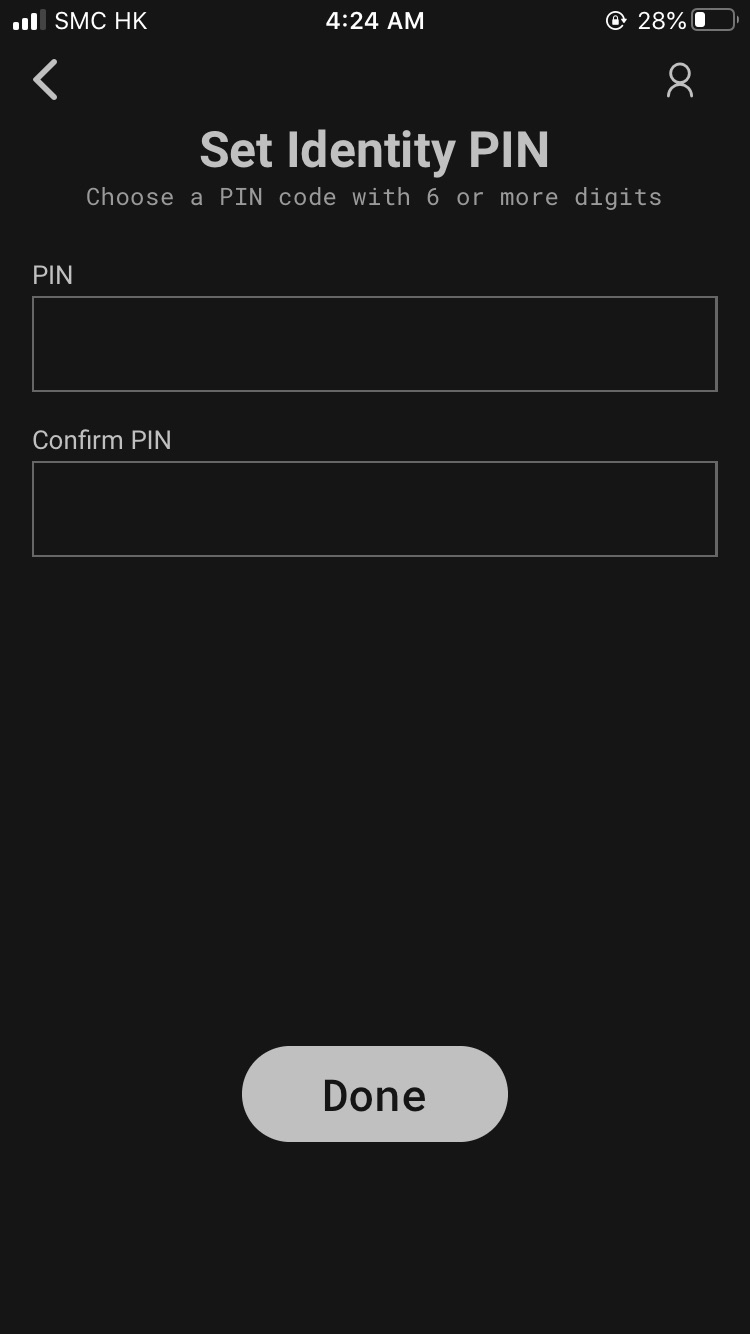 SMC HK 4:24 AM 28%
Set Identity PIN
Choose a PIN code with 6 or more digits
PIN
Confirm PIN
Done